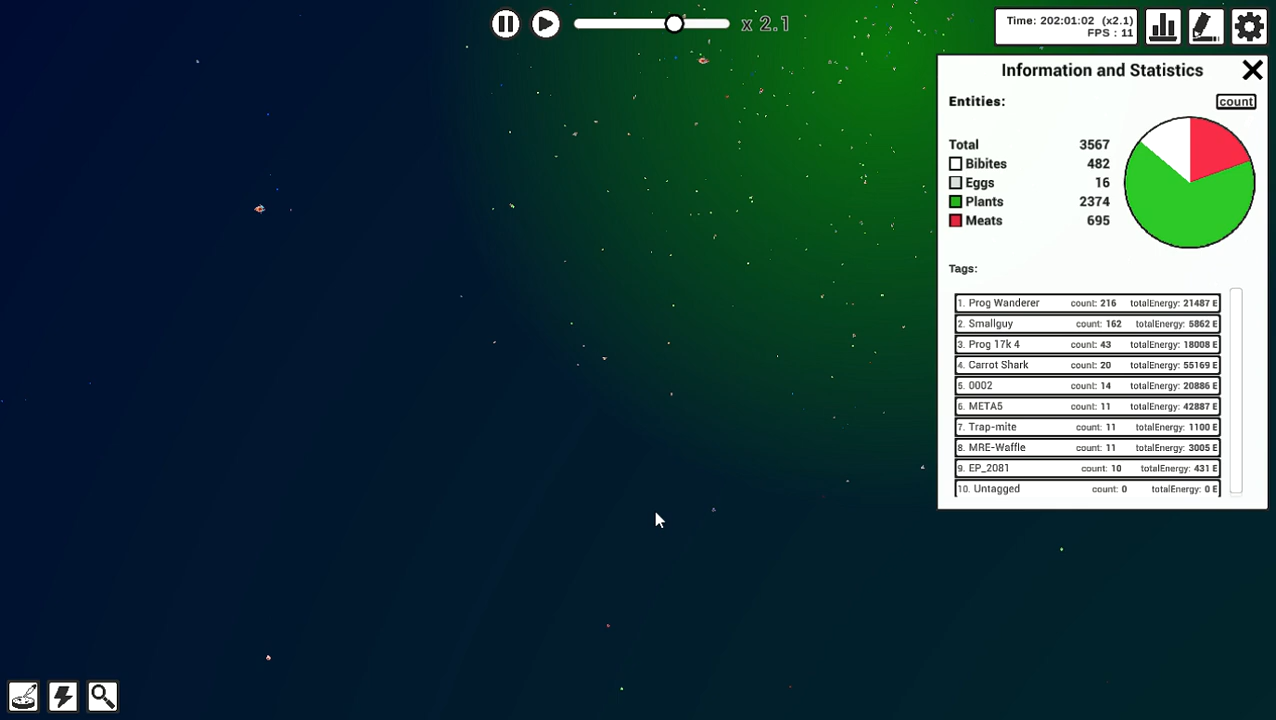 x 2.1
Time: 202:01:02 (x2.1)
FPS : 11
Information and Statistics
Entities: count
Total 3567
Bibites 482
Eggs 16
Plants 2374
Meats 695
Tags:
1. Prog Wanderer count: 216 totalEnergy: 21487 E
2. Smallguy count: 162 totalEnergy: 5862 E
3. Prog 17k 4 count: 43 totalEnergy: 18008 E
4. Carrot Shark count: 20 totalEnergy: 55169 E
5. 0002 count: 14 totalEnergy: 20886 E
6. META5 count: 11 totalEnergy: 42887 E
7. Trap-mite count: 11 totalEnergy: 1100 E
8. MRE-Waffle count: 11 totalEnergy: 3005 E
9. EP_2081 count: 10 totalEnergy: 431 E
10. Untagged count: 0 totalEnergy: 0 E